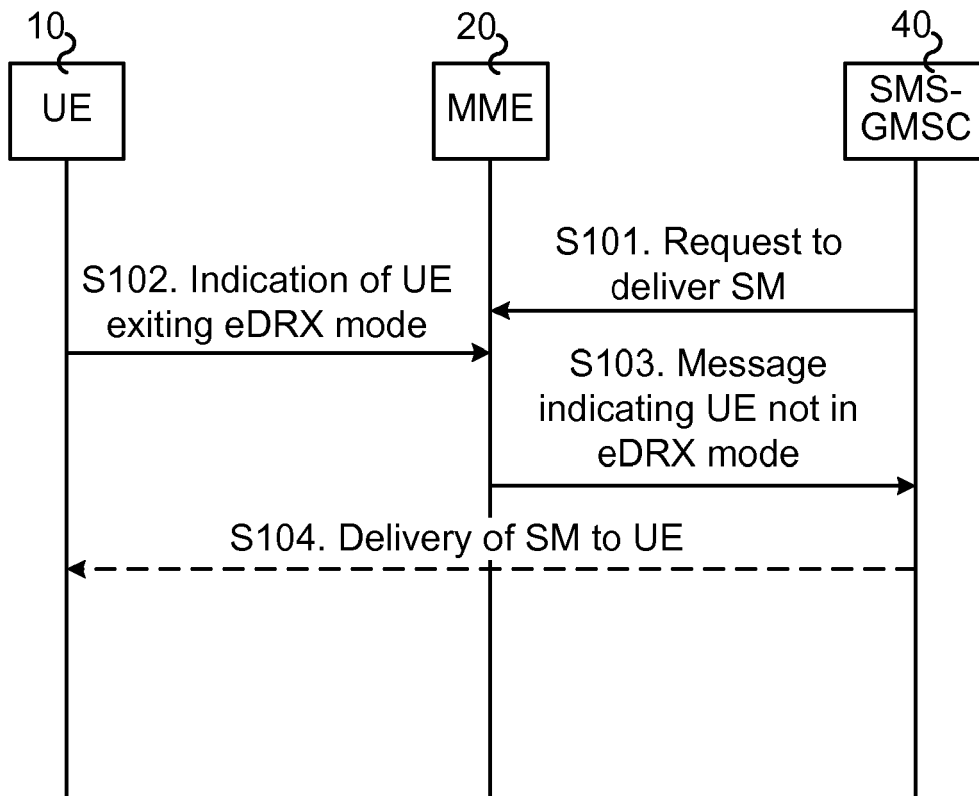 10
20
40
UE
MME
SMS-
GMSC
S101. Request to
deliver SM
S102. Indication of UE
exiting eDRX mode
S103. Message
indicating UE not in
eDRX mode
S104. Delivery of SM to UE